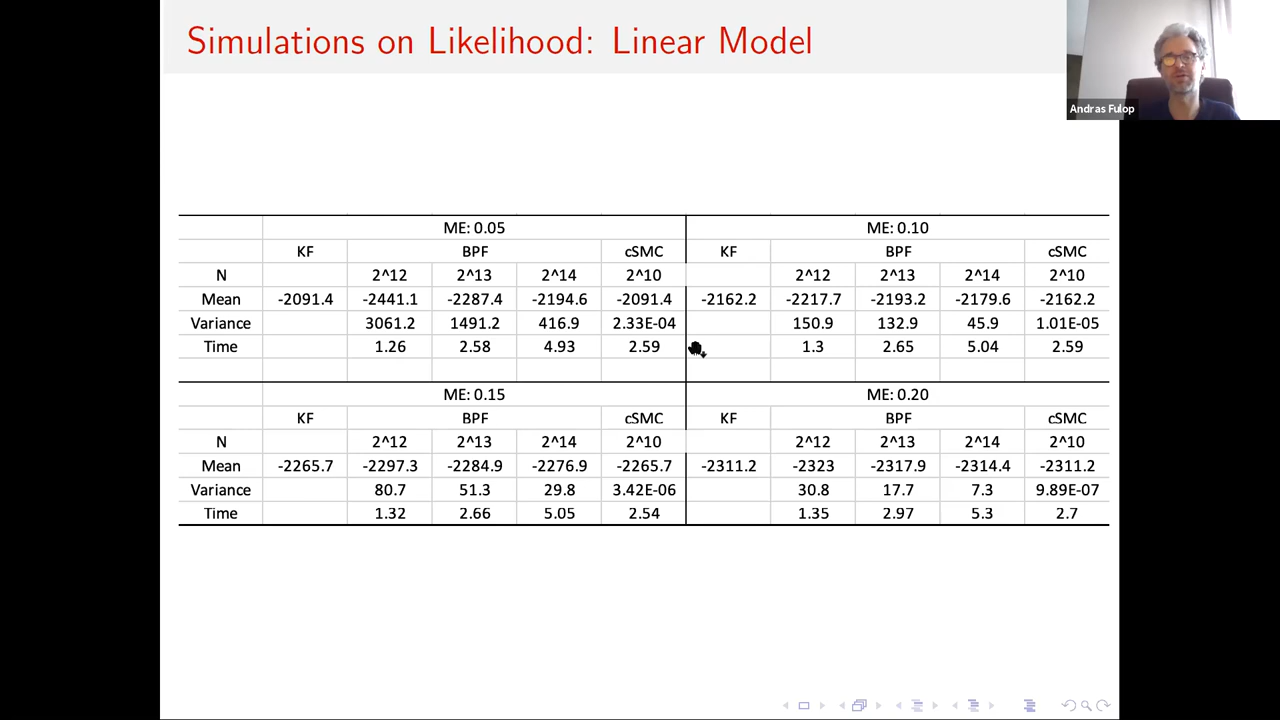 Simulations on Likelihood: Linear Model
Andras Fulop
ME: 0.05 ME: 0.10
KF BPF cSMC KF BPF cSMC
N 2^12 2^13 2^14 2^10 2^12 2^13 2^14 2^10
Mean -2091.4 -2441.1 -2287.4 -2194.6 -2091.4 -2162.2 -2217.7 -2193.2 -2179.6 -2162.2
Variance 3061.2 1491.2 416.9 2.33E-04 150.9 132.9 45.9 1.01E-05
Time 1.26 2.58 4.93 2.59 1.3 2.65 5.04 2.59
ME: 0.15 ME: 0.20
KF BPF cSMC KF BPF cSMC
N 2^12 2^13 2^14 2^10 2^12 2^13 2^14 2^10
Mean -2265.7 -2297.3 -2284.9 -2276.9 -2265.7 -2311.2 -2323 -2317.9 -2314.4 -2311.2
Variance 80.7 51.3 29.8 3.42E-06 30.8 17.7 7.3 9.89E-07
Time 1.32 2.66 5.05 2.54 1.35 2.97 5.3 2.7